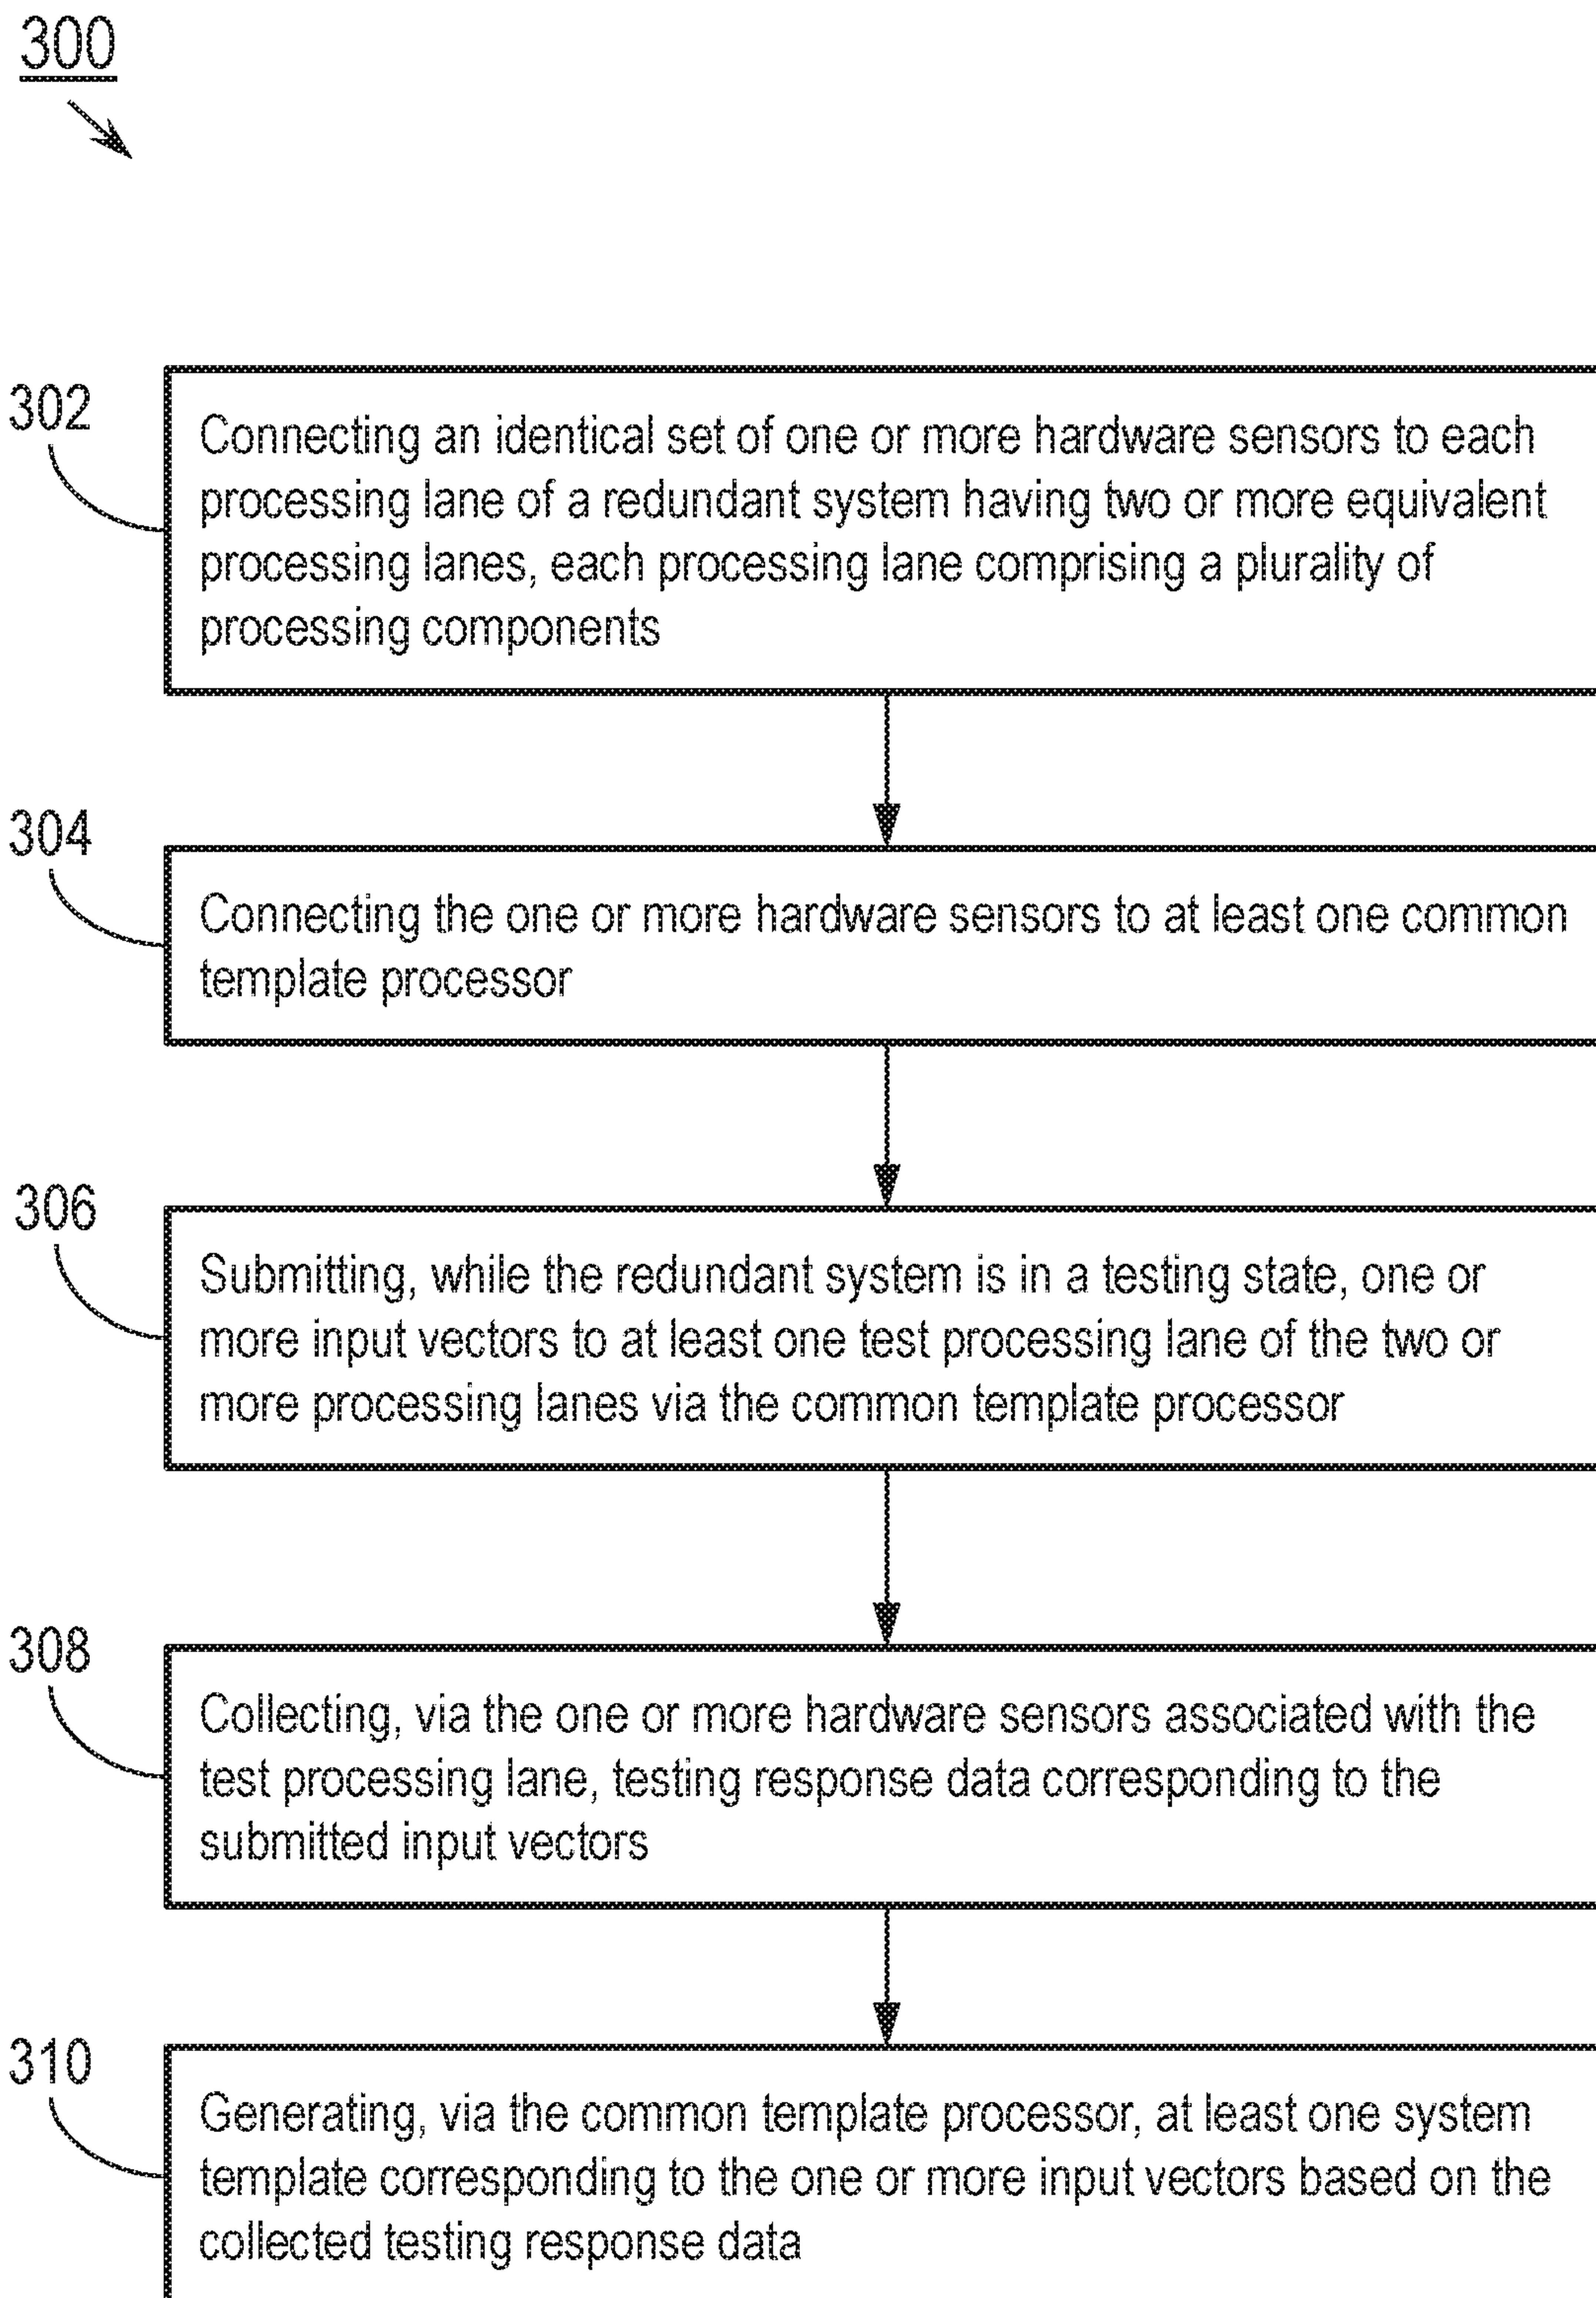 300
302
Connecting an identical set of one or more hardware sensors to each
processing lane of a redundant system having two or more equivalent
processing lanes, each processing lane comprising a plurality of
processing components
304
Connecting the one or more hardware sensors to at least one common
template processor
306
Submitting, while the redundant system is in a testing state, one or
more input vectors to at least one test processing lane of the two or
more processing lanes via the common template processor
308
Collecting, via the one or more hardware sensors associated with the
test processing lane, testing response data corresponding to the
submitted input vectors
310
Generating, via the common template processor, at least one system
template corresponding to the one or more input vectors based on the
collected testing response data